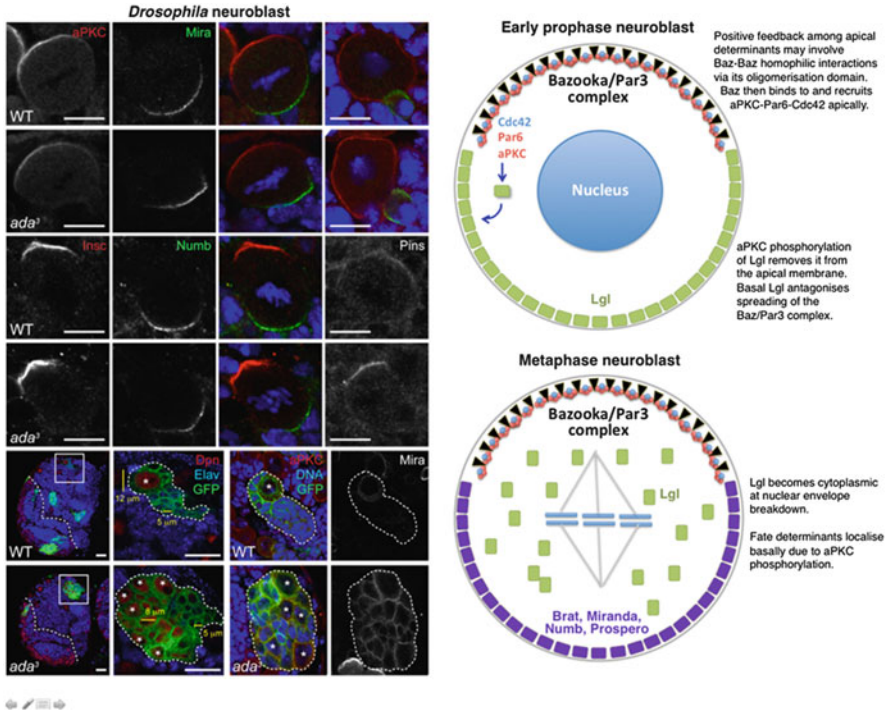 Drosophila neuroblast
aPKC
Mira
WT
ada³
Insc
Numb
Pins
WT
ada³
Dpn
Elav
GFP
12 µm
5 µm
aPKC
DNA
GFP
Mira
WT
8 µm
5 µm
ada³
Early prophase neuroblast
Bazooka/Par3
complex
Cdc42
Par6
aPKC
Nucleus
Lgl
Positive feedback among apical
determinants may involve
Baz-Baz homophilic interactions
via its oligomerisation domain.
Baz then binds to and recruits
aPKC-Par6-Cdc42 apically.
aPKC phosphorylation
of Lgl removes it from
the apical membrane.
Basal Lgl antagonises
spreading of the
Baz/Par3 complex.
Metaphase neuroblast
Bazooka/Par3
complex
Lgl
Brat, Miranda,
Numb, Prospero
Lgl becomes cytoplasmic
at nuclear envelope
breakdown.
Fate determinants localise
basally due to aPKC
phosphorylation.